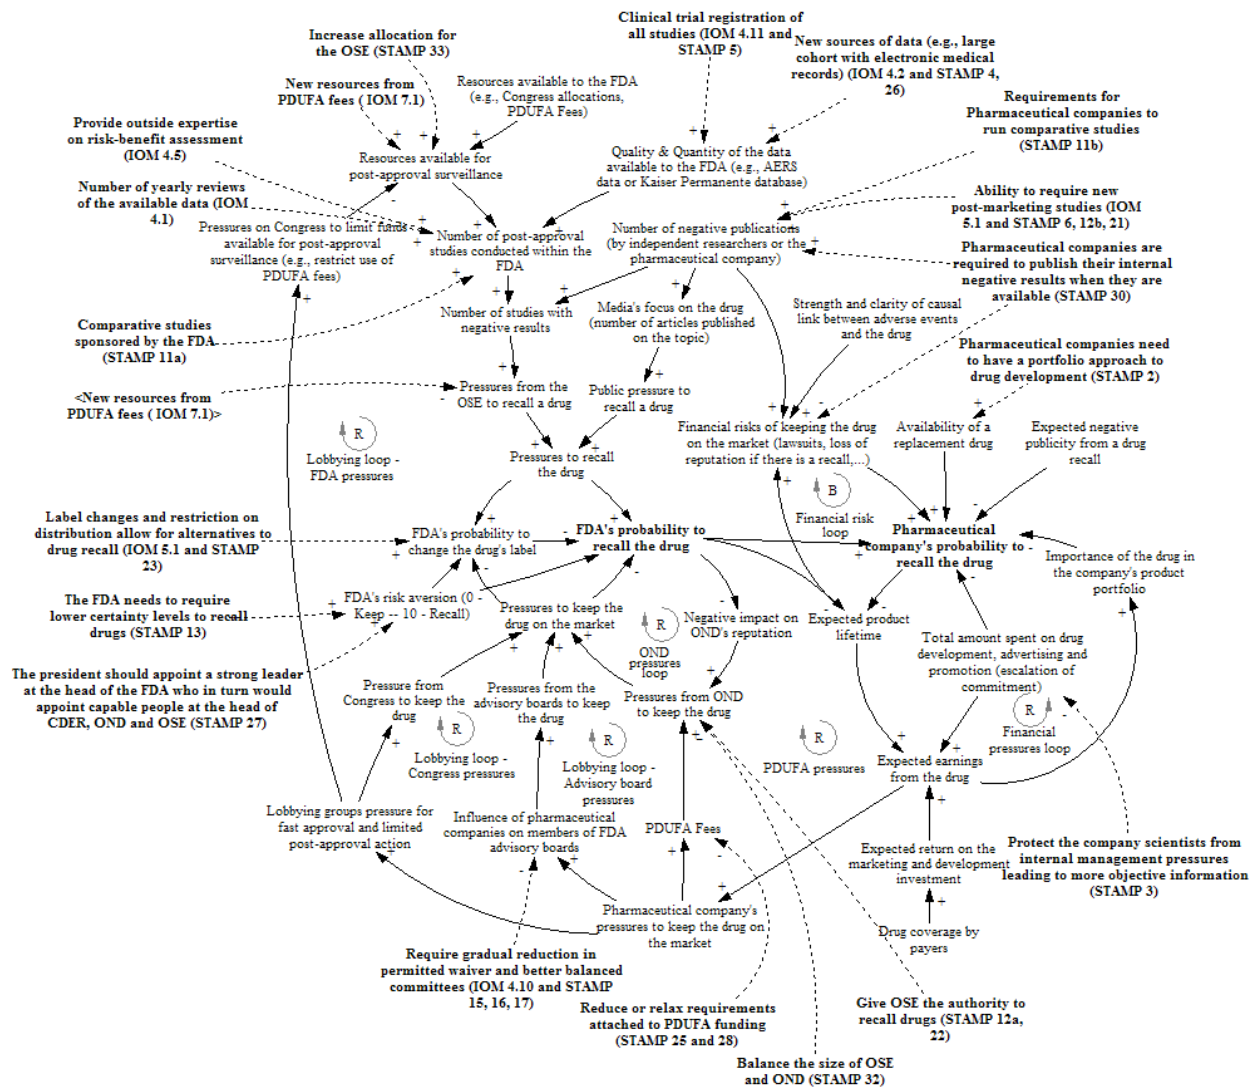 Clinical trial registration of
all studies (IOM 4.11 and
STAMP 5)
Increase allocation for
the OSE (STAMP 33)
New sources of data (e.g., large
cohort with electronic medical
records) (IOM 4.2 and STAMP 4,
26)
New resources from
PDUFA fees ( IOM 7.1)
Resources available to the FDA
(e.g., Congress allocations,
PDUFA Fees)
Requirements for
Pharmaceutical companies to
run comparative studies
(STAMP 11b)
Provide outside expertise
on risk-benefit assessment
(IOM 4.5)
Resources available for
post-approval surveillance
Quality & Quantity of the data
available to the FDA (e.g., AERS
data or Kaiser Permanente database)
Number of yearly reviews
of the available data (IOM
4.1)
Ability to require new
post-marketing studies (IOM
5.1 and STAMP 6, 12b, 21)
Pressures on Congress to limit funds
available for post-approval
surveillance (e.g., restrict use of
PDUFA fees)
Number of post-approval
studies conducted within the
FDA
Number of negative publications
(by independent researchers or the
pharmaceutical company)
Pharmaceutical companies are
required to publish their internal
negative results when they are
available (STAMP 30)
Comparative studies
sponsored by the FDA
(STAMP 11a)
Number of studies with
negative results
Media's focus on the drug
(number of articles published
on the topic)
Strength and clarity of causal
link between adverse events
and the drug
Pharmaceutical companies need
to have a portfolio approach to
drug development (STAMP 2)
<New resources from
PDUFA fees ( IOM 7.1)>
Pressures from the
OSE to recall a drug
Public pressure to
recall a drug
Financial risks of keeping the drug
on the market (lawsuits, loss of
reputation if there is a recall,...)
Availability of a
replacement drug
Expected negative
publicity from a drug
recall
R
Lobbying loop -
FDA pressures
Pressures to recall
the drug
B
Financial risk
loop
Label changes and restriction on
distribution allow for alternatives to
drug recall (IOM 5.1 and STAMP
23)
FDA's probability to
change the drug's label
FDA's probability to
recall the drug
Pharmaceutical
company's probability to
recall the drug
Importance of the drug in
the company's product
portfolio
The FDA needs to require
lower certainty levels to recall
drugs (STAMP 13)
FDA's risk aversion (0 -
Keep -- 10 - Recall)
Pressures to keep the
drug on the market
R
OND
pressures
loop
Negative impact on
OND's reputation
Expected product
lifetime
Total amount spent on drug
development, advertising and
promotion (escalation of
commitment)
The president should appoint a strong leader
at the head of the FDA who in turn would
appoint capable people at the head of
CDER, OND and OSE (STAMP 27)
Pressure from
Congress to keep the
drug
Pressures from the
advisory boards to keep
the drug
Pressures from OND
to keep the drug
R
Lobbying loop -
Congress pressures
R
Lobbying loop -
Advisory board
pressures
R
PDUFA pressures
R
Financial
pressures loop
Expected earnings
from the drug
Lobbying groups pressure for
fast approval and limited
post-approval action
Influence of pharmaceutical
companies on members of FDA
advisory boards
PDUFA Fees
Expected return on the
marketing and development
investment
Protect the company scientists from
internal management pressures
leading to more objective information
(STAMP 3)
Pharmaceutical company's
pressures to keep the drug on
the market
Drug coverage by
payers
Require gradual reduction in
permitted waiver and better balanced
committees (IOM 4.10 and STAMP
15, 16, 17)
Reduce or relax requirements
attached to PDUFA funding
(STAMP 25 and 28)
Give OSE the authority to
recall drugs (STAMP 12a,
22)
Balance the size of OSE
and OND (STAMP 32)